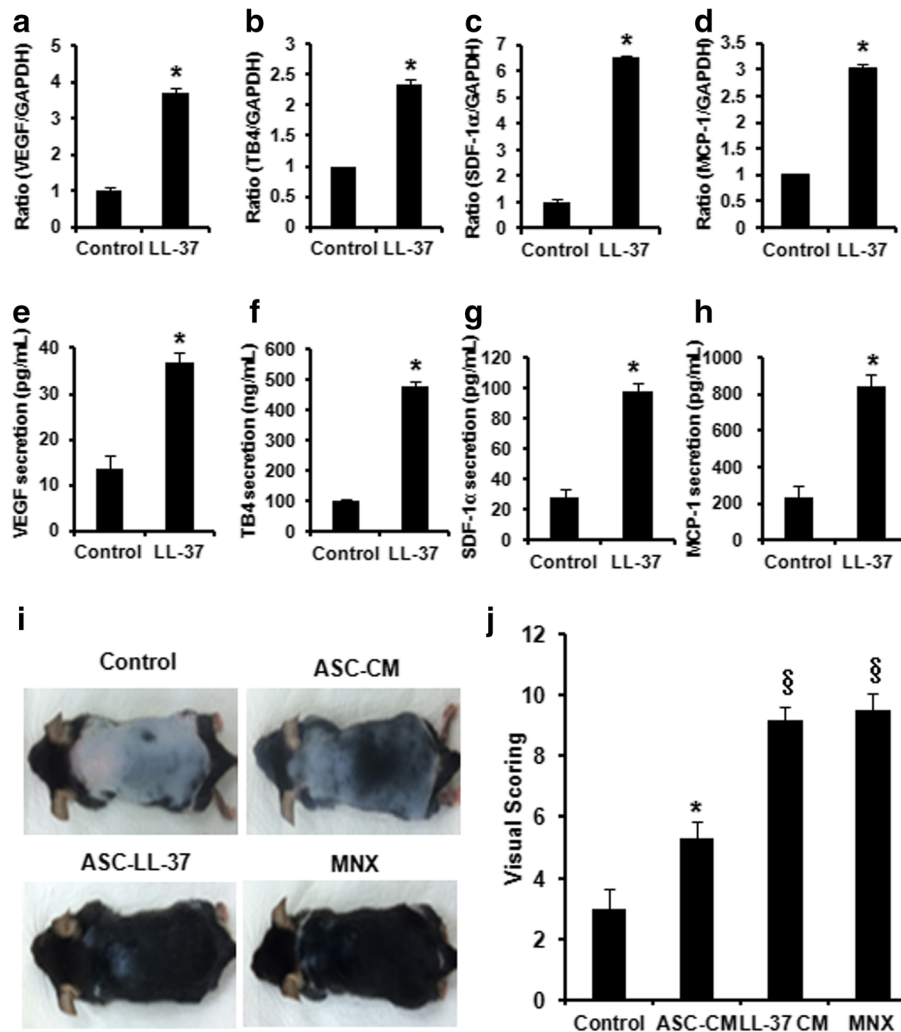 a
Ratio (VEGF/GAPDH)
5
4
3
2
1
0
*
Control LL-37
b
Ratio (TB4/GAPDH)
3
2.5
2
1.5
1
0.5
0
*
Control LL-37
c
Ratio (SDF-1α/GAPDH)
7
6
5
4
3
2
1
0
*
Control LL-37
d
Ratio (MCP-1/GAPDH)
3.5
3
2.5
2
1.5
1
0.5
0
*
Control LL-37
e
VEGF secretion (pg/mL)
40
30
20
10
0
*
Control LL-37
f
TB4 secretion (ng/mL)
600
500
400
300
200
100
0
*
Control LL-37
g
SDF-1α secretion (pg/mL)
120
100
80
60
40
20
0
*
Control LL-37
h
MCP-1 secretion (pg/mL)
1000
800
600
400
200
0
*
Control LL-37
i
Control
ASC-CM
ASC-LL-37
MNX
j
Visual Scoring
12
10
8
6
4
2
0
*
§
§
Control ASC-CM LL-37 CM MNX